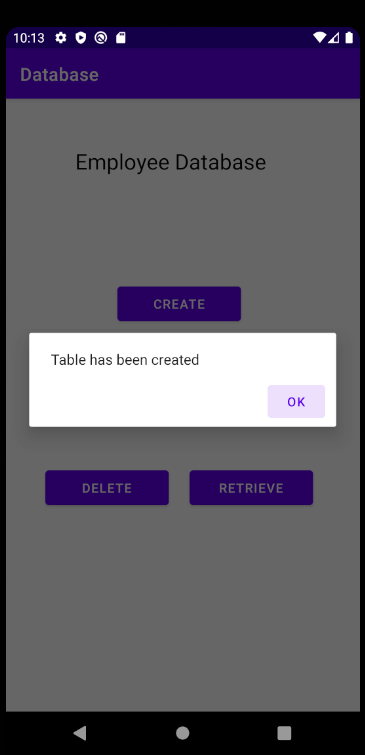 10:13
Database
Employee Database
CREATE
Table has been created
OK
DELETE
RETRIEVE